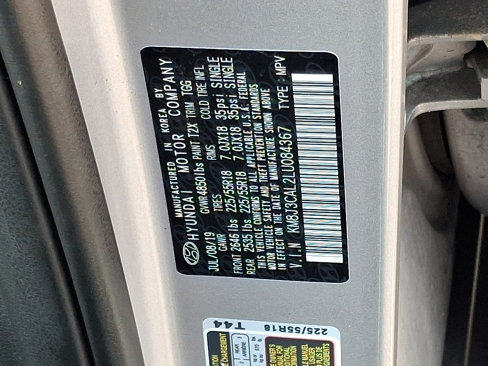 MANUFACTURED IN KOREA BY
HYUNDAI MOTOR COMPANY
JUL/08/19 GVWR 4850lbs PAINT T2X TRIM TGG
GAWR TIRES RIMS COLD TIRE INFL.
FRONT 2646 lbs 225/55R18 7.0JX18 35psi SINGLE
REAR 2535 lbs 225/55R18 7.0JX18 35psi SINGLE
THIS VEHICLE CONFORMS TO ALL APPLICABLE U.S. FEDERAL
MOTOR VEHICLE SAFETY AND THEFT PREVENTION STANDARDS
IN EFFECT ON THE DATE OF MANUFACTURE SHOWN ABOVE
V.I.N KM8J3CAL2LU084367 TYPE : MPV
T44 225/55R18